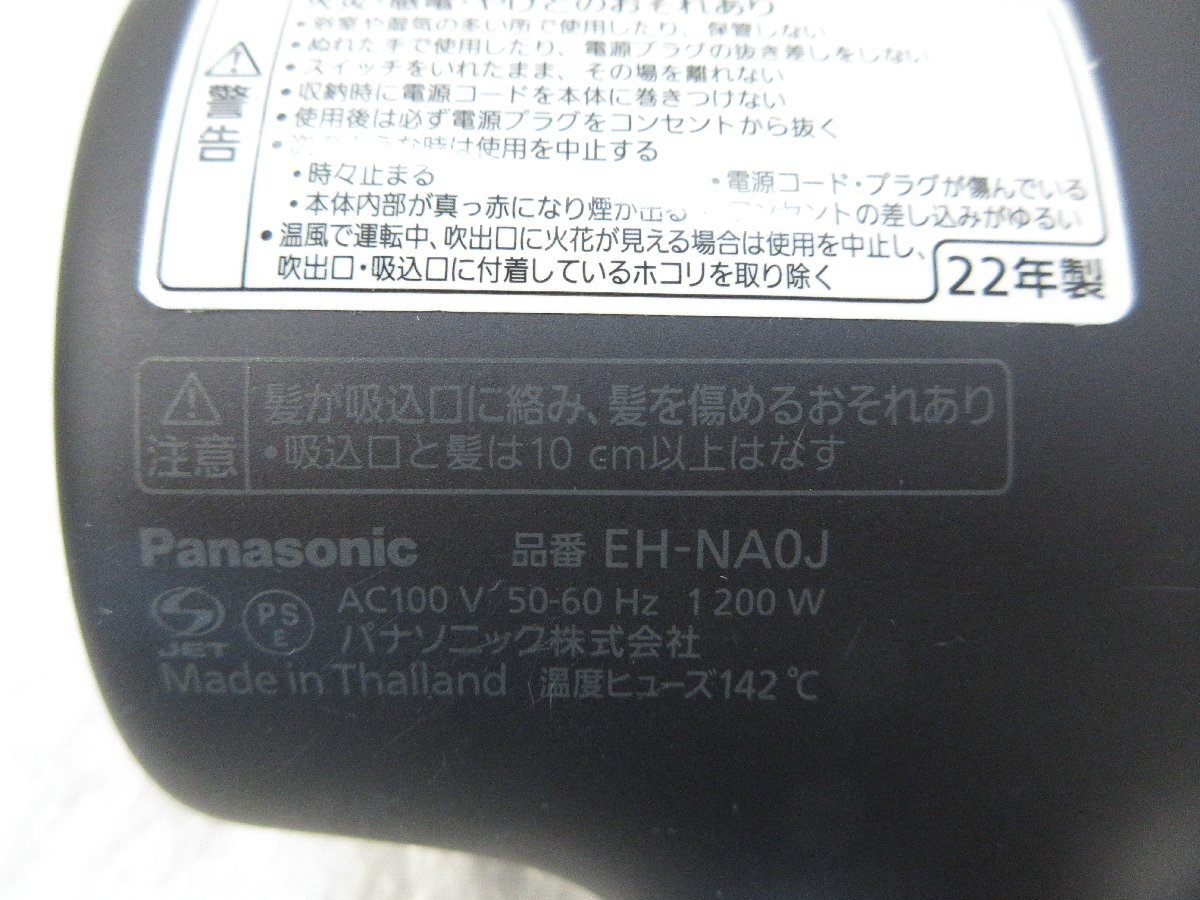 火災・感電・やけどのおそれあり
・浴室や湿気の多い所で使用したり、保管しない
・ぬれた手で使用したり、電源プラグの抜き差しをしない
・スイッチをいれたまま、その場を離れない
警告
・収納時に電源コードを本体に巻きつけない
・使用後は必ず電源プラグをコンセントから抜く
・次のような時は使用を中止する
・時々止まる
・電源コード・プラグが傷んでいる
・本体内部が真っ赤になり煙が出る
・コンセントの差し込みがゆるい
・温風で運転中、吹出口に火花が見える場合は使用を中止し、
吹出口・吸込口に付着しているホコリを取り除く
22年製
注意
髪が吸込口に絡み、髪を傷めるおそれあり
・吸込口と髪は10 cm以上はなす
Panasonic 品番 EH-NA0J
JET PS E AC100 V 50-60 Hz 1 200 W
パナソニック株式会社
Made in Thailand 温度ヒューズ142 ℃